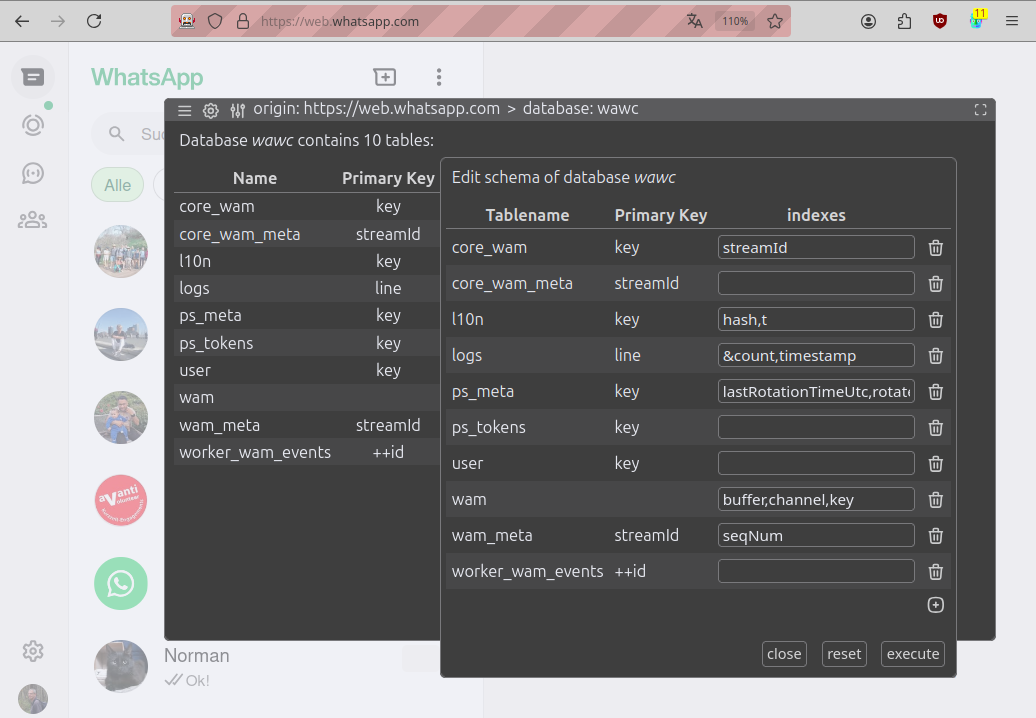 https://web.whatsapp.com
110%
11
WhatsApp
origin: https://web.whatsapp.com > database: wawc
Suc
Alle
Database wawc contains 10 tables:
Name Primary Key
core_wam key
core_wam_meta streamId
l10n key
logs line
ps_meta key
ps_tokens key
user key
wam
wam_meta streamId
worker_wam_events ++id
Edit schema of database wawc
Tablename Primary Key indexes
core_wam key streamId
core_wam_meta streamId
l10n key hash,t
logs line &count,timestamp
ps_meta key lastRotationTimeUtc,rotate
ps_tokens key
user key
wam buffer,channel,key
wam_meta streamId seqNum
worker_wam_events ++id
close reset execute
avanti
Norman
Ok!